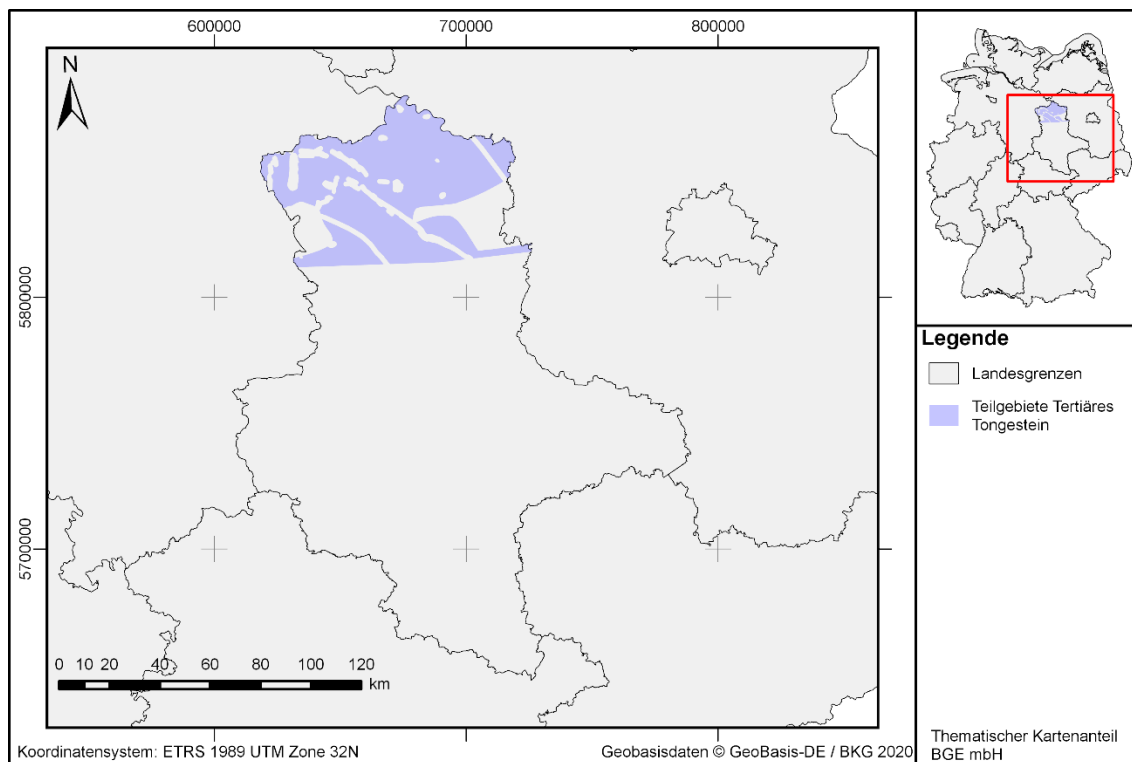 600000 700000 800000
N
5800000
5700000
0 10 20 40 60 80 100 120
km
Koordinatensystem: ETRS 1989 UTM Zone 32N
Geobasisdaten © GeoBasis-DE / BKG 2020
Legende
Landesgrenzen
Teilgebiete Tertiäres
Tongestein
Thematischer Kartenanteil
BGE mbH